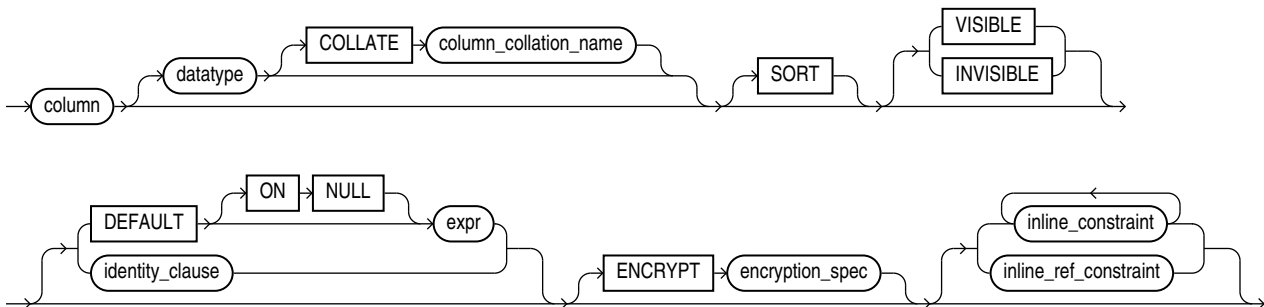 COLLATE column_collation_name VISIBLE
datatype SORT INVISIBLE
column
ON NULL
DEFAULT expr inline_constraint
identity_clause ENCRYPT encryption_spec inline_ref_constraint